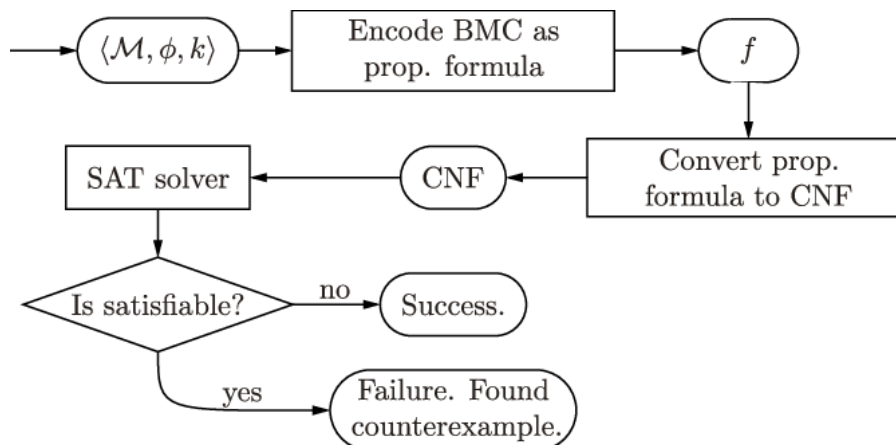 ⟨ℳ, ϕ, k⟩
Encode BMC as
prop. formula
f
Convert prop.
formula to CNF
CNF
SAT solver
Is satisfiable?
no
Success.
yes
Failure. Found
counterexample.